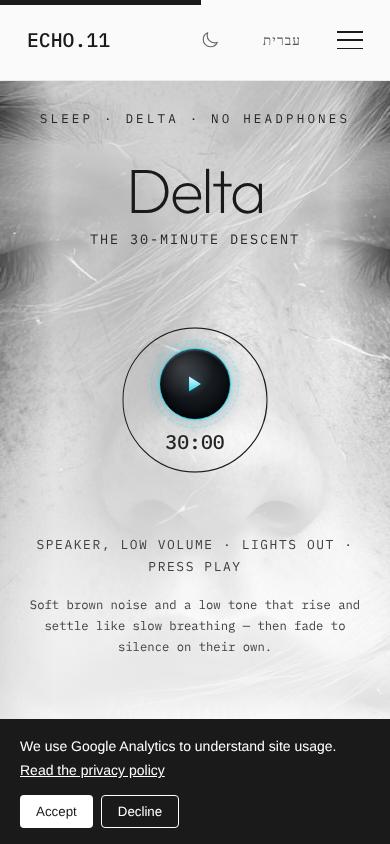 ECHO.11
עברית
SLEEP · DELTA · NO HEADPHONES
Delta
THE 30-MINUTE DESCENT
30:00
SPEAKER, LOW VOLUME · LIGHTS OUT ·
PRESS PLAY
Soft brown noise and a low tone that rise and
settle like slow breathing — then fade to
silence on their own.
We use Google Analytics to understand site usage.
Read the privacy policy
Accept
Decline